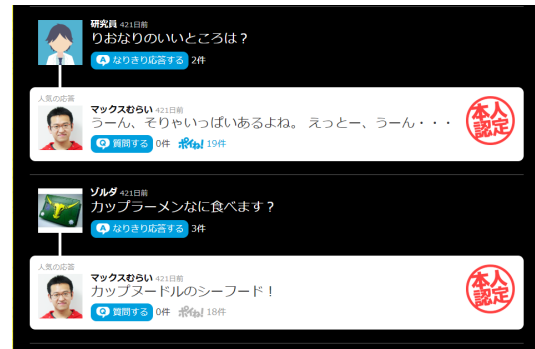 研究員 421日前
りおなりのいいところは？
A なりきり応答する 2件
人気の応答
マックスむらい 421日前
うーん、そりゃいっぱいあるよね。 えっとー、うーん・・・
本人認定
Q 質問する 0件 ポイね! 19件
ゾルダ 421日前
カップラーメンなに食べます？
A なりきり応答する 3件
人気の応答
マックスむらい 421日前
カップヌードルのシーフード！
本人認定
Q 質問する 0件 ポイね! 18件